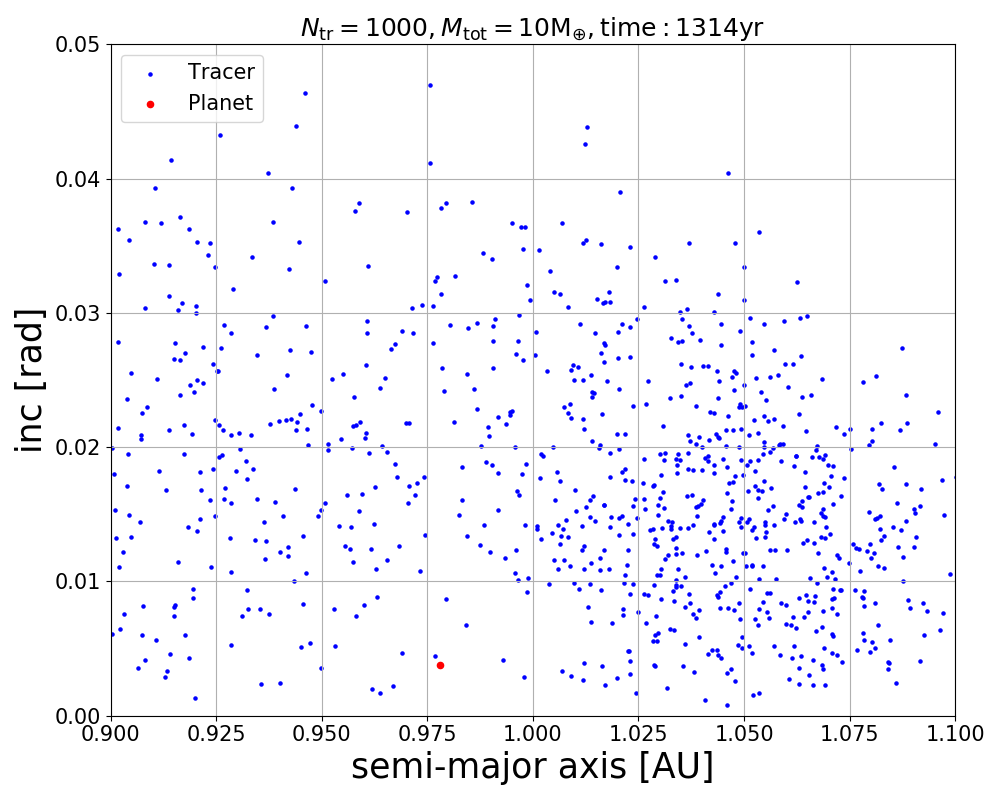 N_tr = 1000, M_tot = 10M_⊕, time : 1314yr
Tracer
Planet
0.05
0.04
0.03
0.02
0.01
0.00
inc [rad]
0.900 0.925 0.950 0.975 1.000 1.025 1.050 1.075 1.100
semi-major axis [AU]